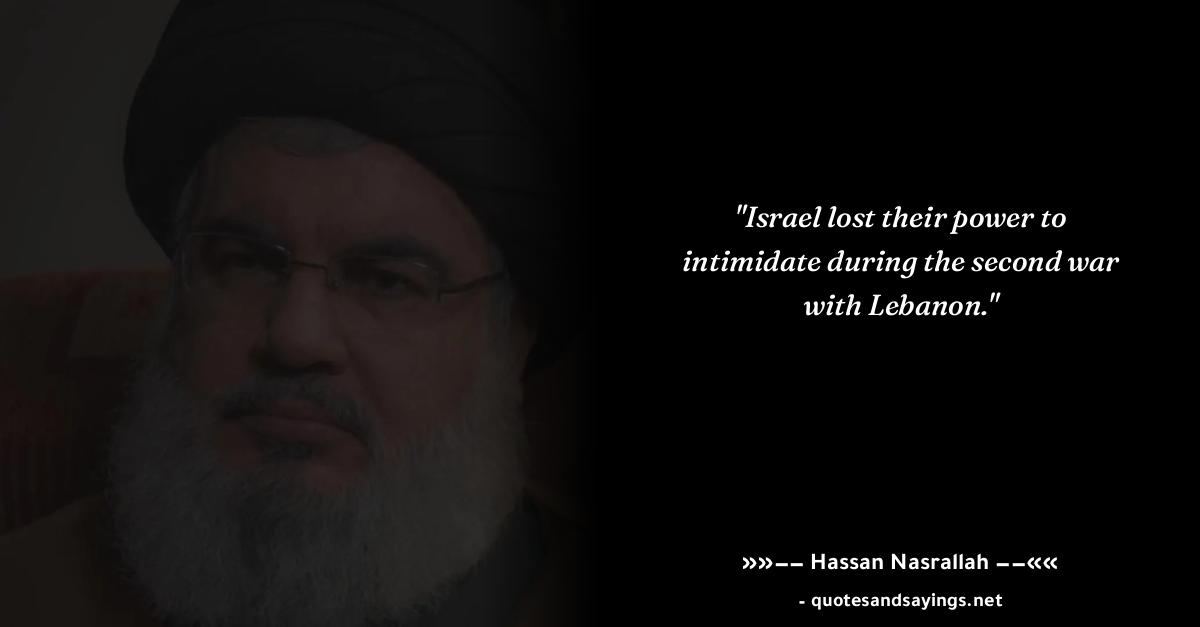 "Israel lost their power to
intimidate during the second war
with Lebanon."
»»–– Hassan Nasrallah ––««
- quotesandsayings.net